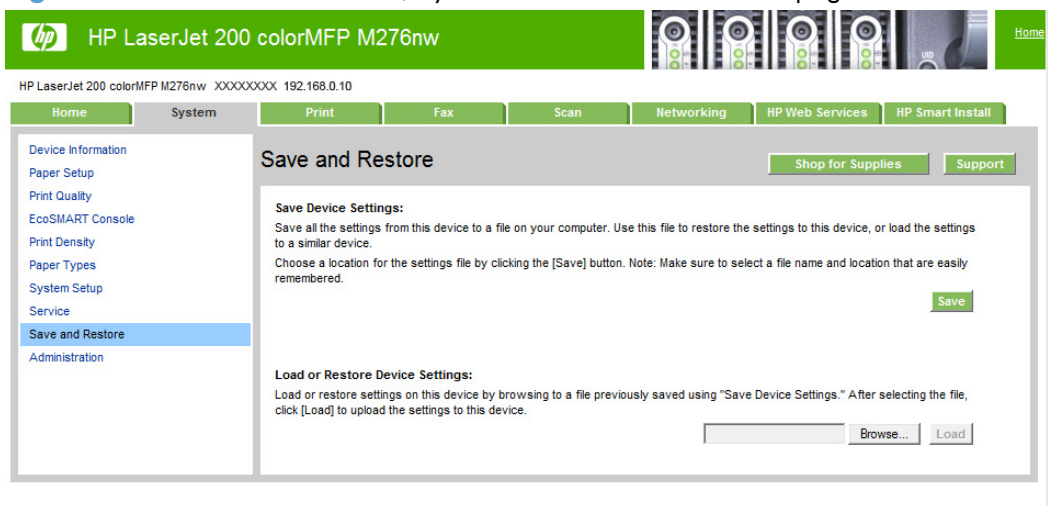 hp HP LaserJet 200 colorMFP M276nw
UID
Home
HP LaserJet 200 colorMFP M276nw XXXXXXXX 192.168.0.10
Home System Print Fax Scan Networking HP Web Services HP Smart Install
Device Information
Paper Setup
Print Quality
EcoSMART Console
Print Density
Paper Types
System Setup
Service
Save and Restore
Administration
Save and Restore
Shop for Supplies Support
Save Device Settings:
Save all the settings from this device to a file on your computer. Use this file to restore the settings to this device, or load the settings
to a similar device.
Choose a location for the settings file by clicking the [Save] button. Note: Make sure to select a file name and location that are easily
remembered.
Save
Load or Restore Device Settings:
Load or restore settings on this device by browsing to a file previously saved using "Save Device Settings." After selecting the file,
click [Load] to upload the settings to this device.
Browse... Load